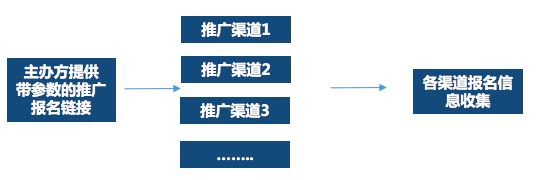 主办方提供
带参数的推广
报名链接
推广渠道1
推广渠道2
推广渠道3
········
各渠道报名信
息收集